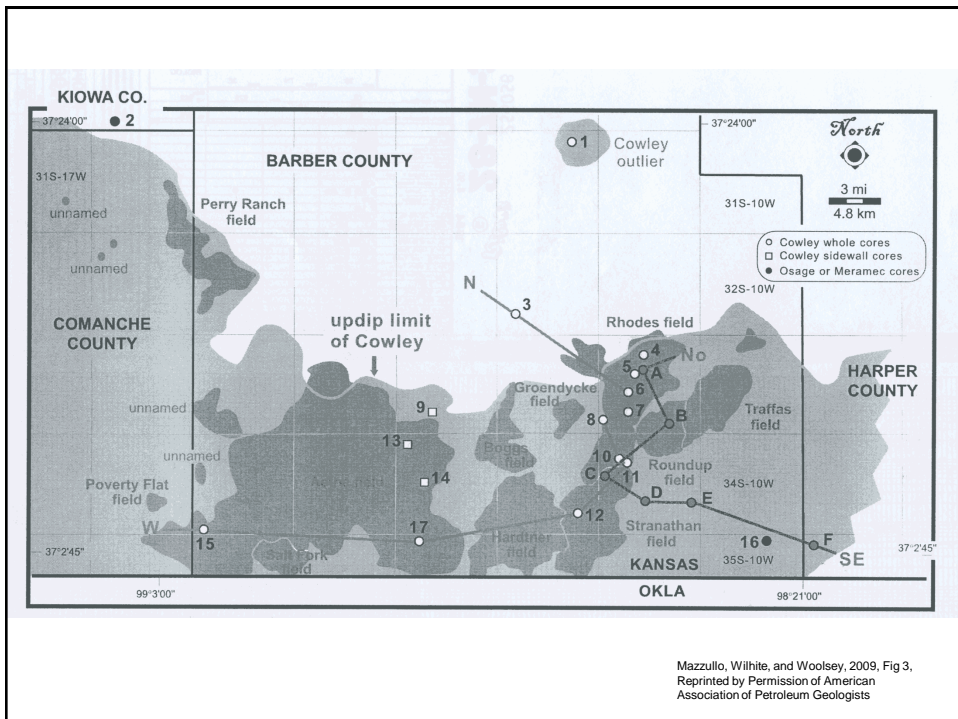 KIOWA CO.
37°24'00"
2
37°24'00"
North
1
Cowley
outlier
BARBER COUNTY
31S-17W
3 mi
4.8 km
Perry Ranch
field
31S-10W
unnamed
Cowley whole cores
Cowley sidewall cores
Osage or Meramec cores
unnamed
N
32S-10W
3
COMANCHE
COUNTY
updip limit
of Cowley
Rhodes field
4
No
5
A
HARPER
COUNTY
Groendycke
field
6
unnamed
9
7
Traffas
field
8
B
13
unnamed
Boggs
field
10
Roundup
field
11
C
14
34S-10W
Poverty Flat
field
D
E
12
W
15
17
Hardtner
field
Stranathan
field
16
F
37°2'45"
37°2'45"
Salt Fork
field
SE
KANSAS
35S-10W
OKLA
99°3'00"
98°21'00"
Mazzullo, Wilhite, and Woolsey, 2009, Fig 3,
Reprinted by Permission of American
Association of Petroleum Geologists